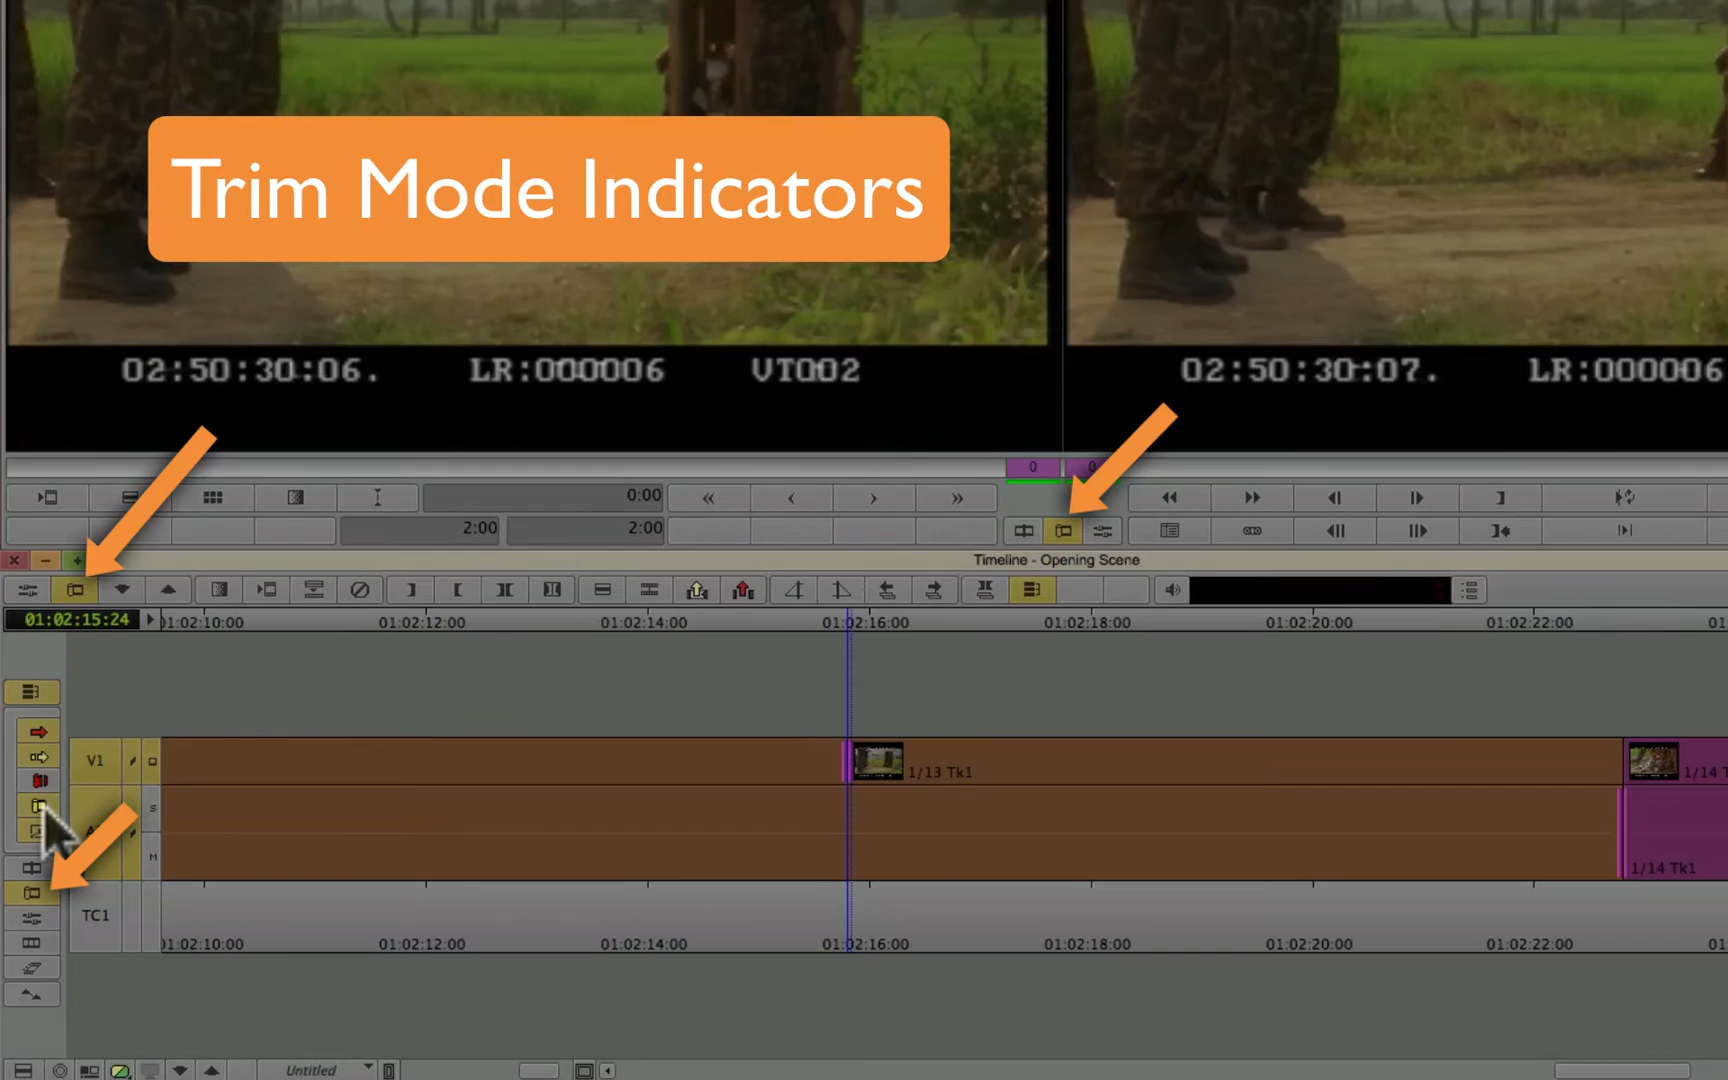 Trim Mode Indicators
02:50:30:06. LR:000006 VT002
02:50:30:07. LR:000006
0 0
0:00
2:00 2:00
Timeline - Opening Scene
01:02:15:24
01:02:10:00 01:02:12:00 01:02:14:00 01:02:16:00 01:02:18:00 01:02:20:00 01:02:22:00 01
V1
1/13 Tk1
1/14 T
S
A
M
1/14 Tk1
TC1
01:02:10:00 01:02:12:00 01:02:14:00 01:02:16:00 01:02:18:00 01:02:20:00 01:02:22:00 01
Untitled